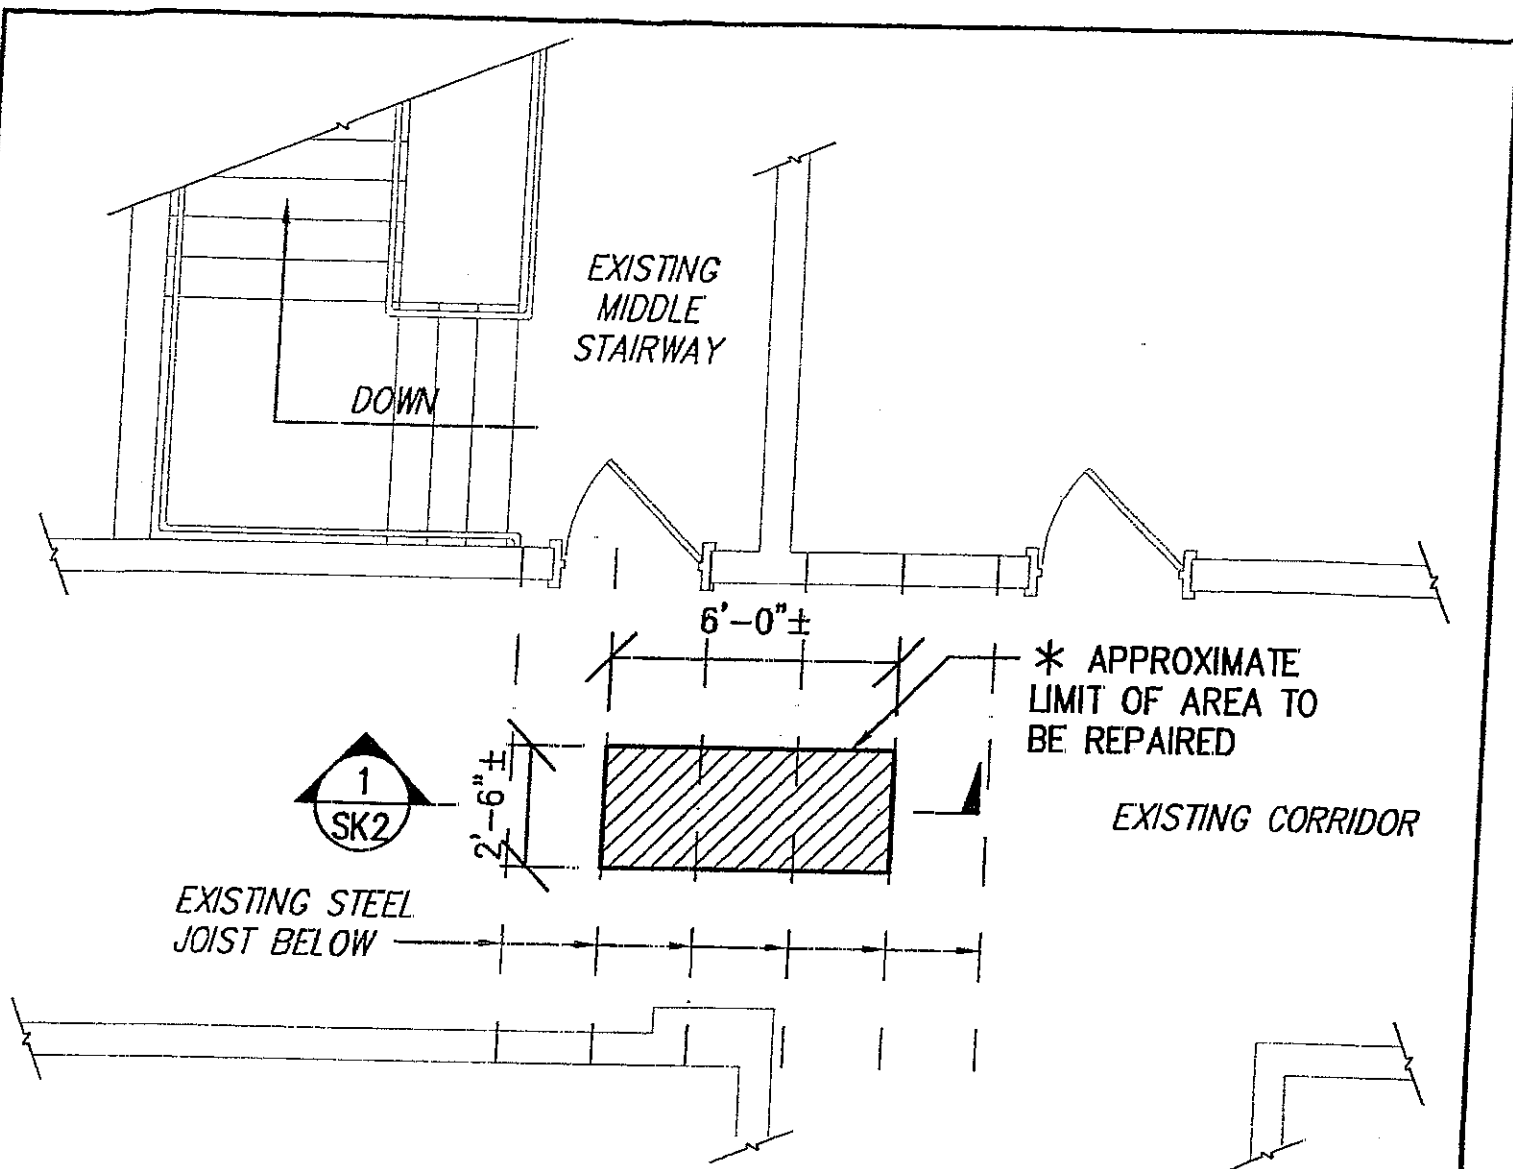 EXISTING
MIDDLE
STAIRWAY
DOWN
6'-0"±
* APPROXIMATE
LIMIT OF AREA TO
BE REPAIRED
2'-6"±
1
SK2
EXISTING CORRIDOR
EXISTING STEEL
JOIST BELOW